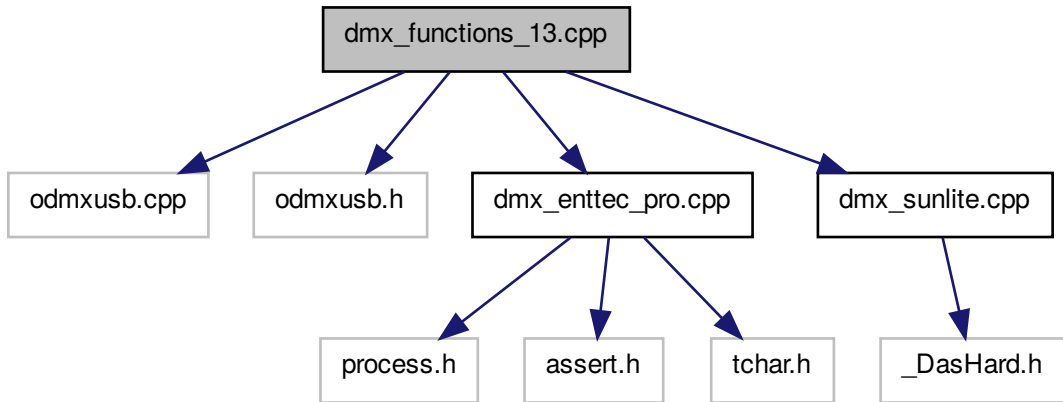 dmx_functions_13.cpp
odmxusb.cpp
odmxusb.h
dmx_enttec_pro.cpp
dmx_sunlite.cpp
process.h
assert.h
tchar.h
_DasHard.h